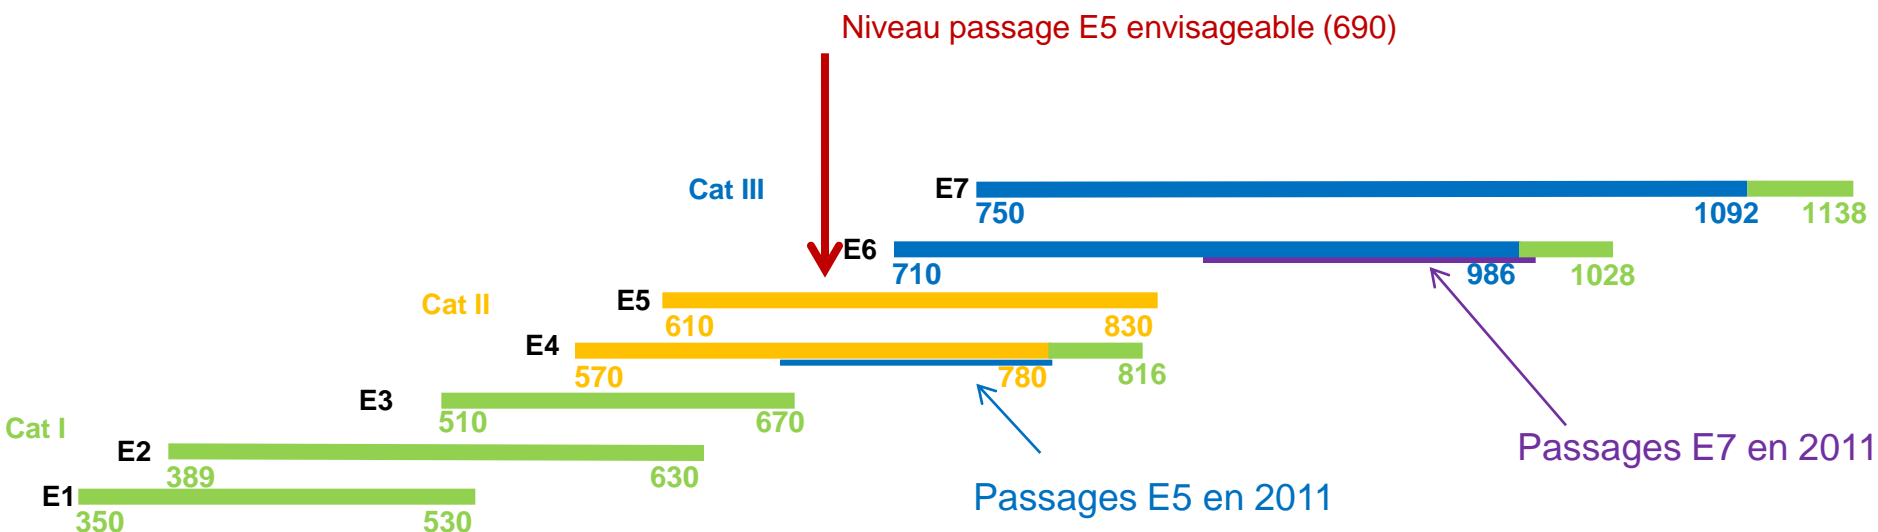 Niveau passage E5 envisageable (690)
Cat III
E7
750
1092
1138
E6
710
986
1028
Cat II
E5
610
830
E4
570
780
816
E3
510
670
Cat I
E2
389
630
E1
350
530
Passages E5 en 2011
Passages E7 en 2011